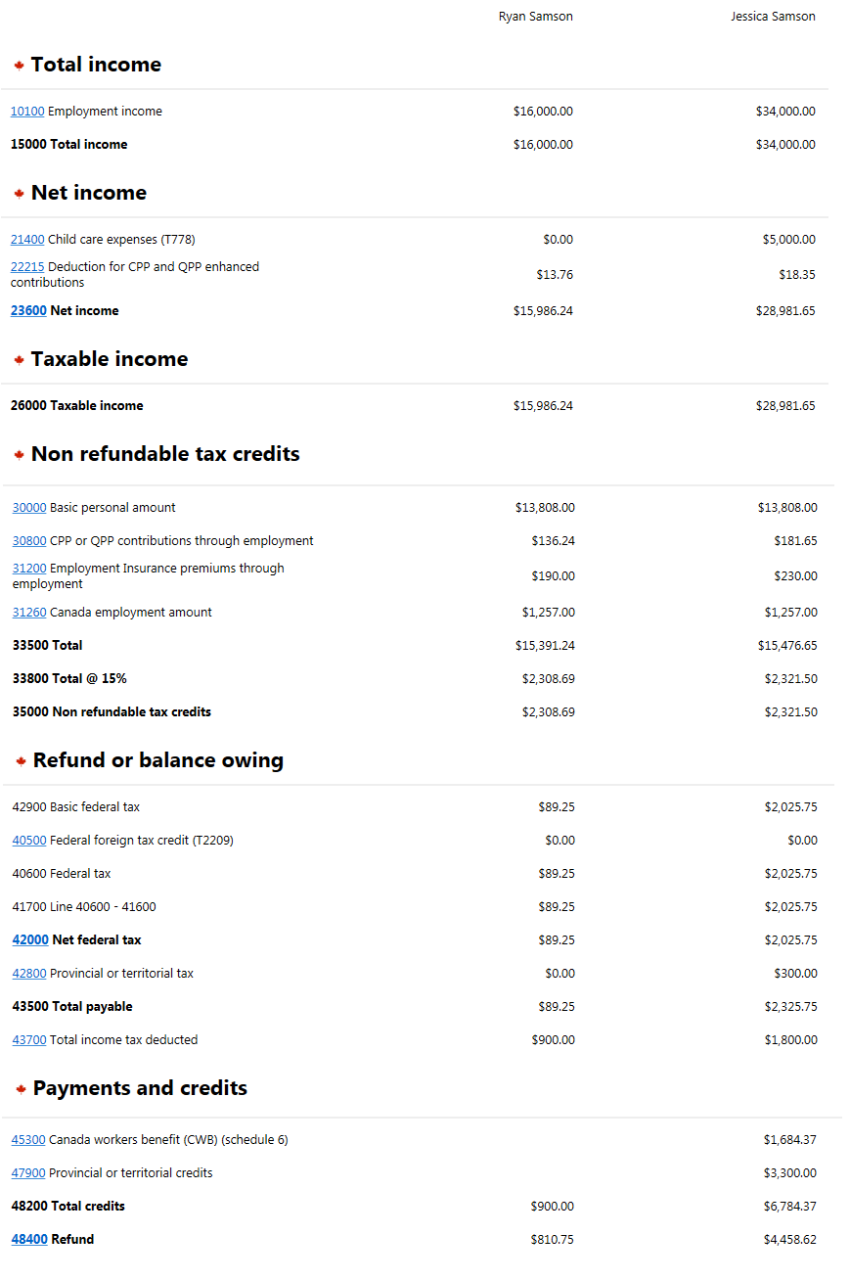 Ryan Samson Jessica Samson
Total income
10100 Employment income $16,000.00 $34,000.00
15000 Total income $16,000.00 $34,000.00
Net income
21400 Child care expenses (T778) $0.00 $5,000.00
22215 Deduction for CPP and QPP enhanced
contributions $13.76 $18.35
23600 Net income $15,986.24 $28,981.65
Taxable income
26000 Taxable income $15,986.24 $28,981.65
Non refundable tax credits
30000 Basic personal amount $13,808.00 $13,808.00
30800 CPP or QPP contributions through employment $136.24 $181.65
31200 Employment Insurance premiums through
employment $190.00 $230.00
31260 Canada employment amount $1,257.00 $1,257.00
33500 Total $15,391.24 $15,476.65
33800 Total @ 15% $2,308.69 $2,321.50
35000 Non refundable tax credits $2,308.69 $2,321.50
Refund or balance owing
42900 Basic federal tax $89.25 $2,025.75
40500 Federal foreign tax credit (T2209) $0.00 $0.00
40600 Federal tax $89.25 $2,025.75
41700 Line 40600 - 41600 $89.25 $2,025.75
42000 Net federal tax $89.25 $2,025.75
42800 Provincial or territorial tax $0.00 $300.00
43500 Total payable $89.25 $2,325.75
43700 Total income tax deducted $900.00 $1,800.00
Payments and credits
45300 Canada workers benefit (CWB) (schedule 6) $1,684.37
47900 Provincial or territorial credits $3,300.00
48200 Total credits $900.00 $6,784.37
48400 Refund $810.75 $4,458.62